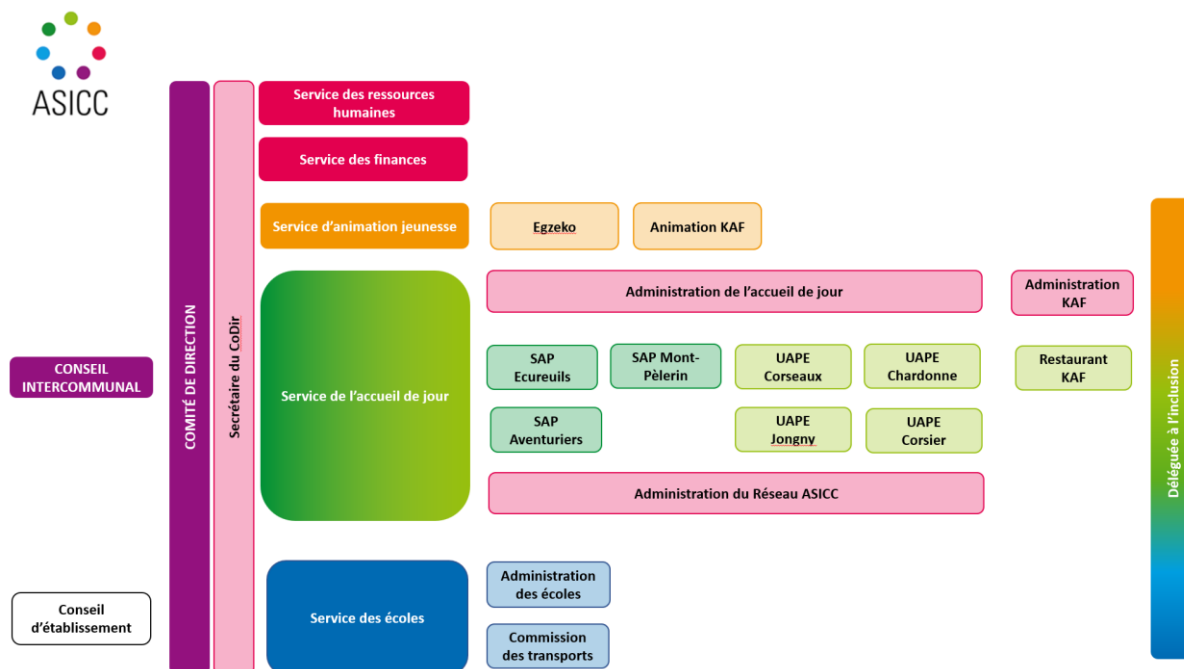 ASICC
CONSEIL
INTERCOMMUNAL
Conseil
d'établissement
COMITÉ DE DIRECTION
Secrétaire du CoDir
Service des ressources
humaines
Service des finances
Service d'animation jeunesse
Egzeko
Animation KAF
Service de l'accueil de jour
Administration de l'accueil de jour
Administration
KAF
SAP
Ecureuils
SAP Mont-
Pèlerin
UAPE
Corseaux
UAPE
Chardonne
Restaurant
KAF
SAP
Aventuriers
UAPE
Jongny
UAPE
Corsier
Administration du Réseau ASICC
Service des écoles
Administration
des écoles
Commission
des transports
Déléguée à l'inclusion